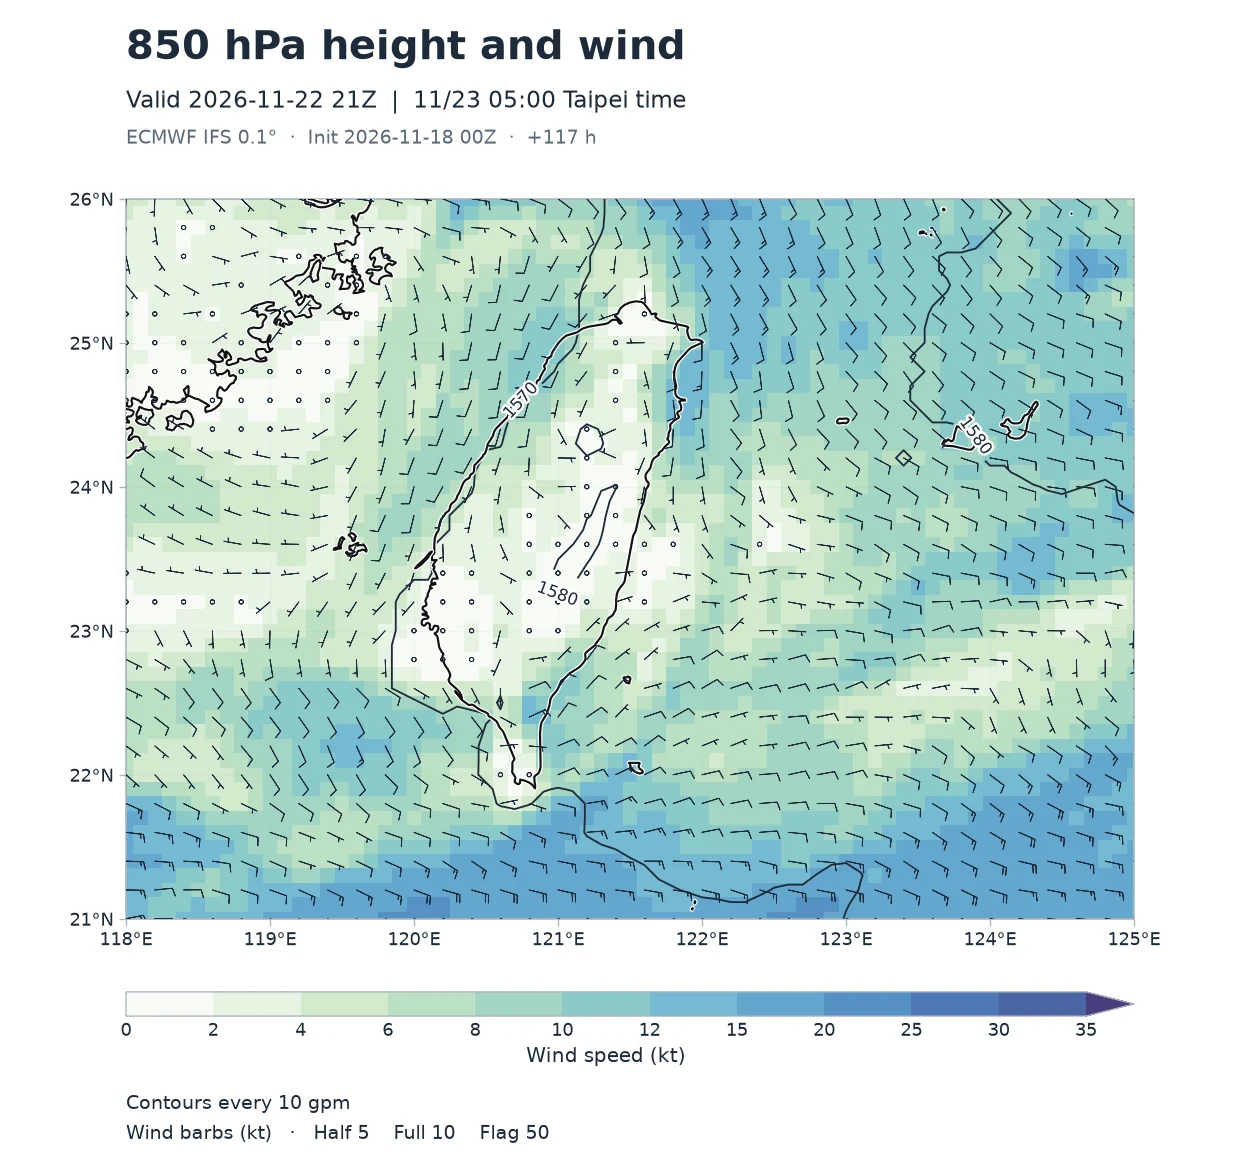 850 hPa height and wind
Valid 2026-11-22 21Z | 11/23 05:00 Taipei time
ECMWF IFS 0.1° · Init 2026-11-18 00Z · +117 h
26°N
25°N
24°N
23°N
22°N
21°N
1570
1580
1580
118°E 119°E 120°E 121°E 122°E 123°E 124°E 125°E
0 2 4 6 8 10 12 15 20 25 30 35
Wind speed (kt)
Contours every 10 gpm
Wind barbs (kt) · Half 5 Full 10 Flag 50